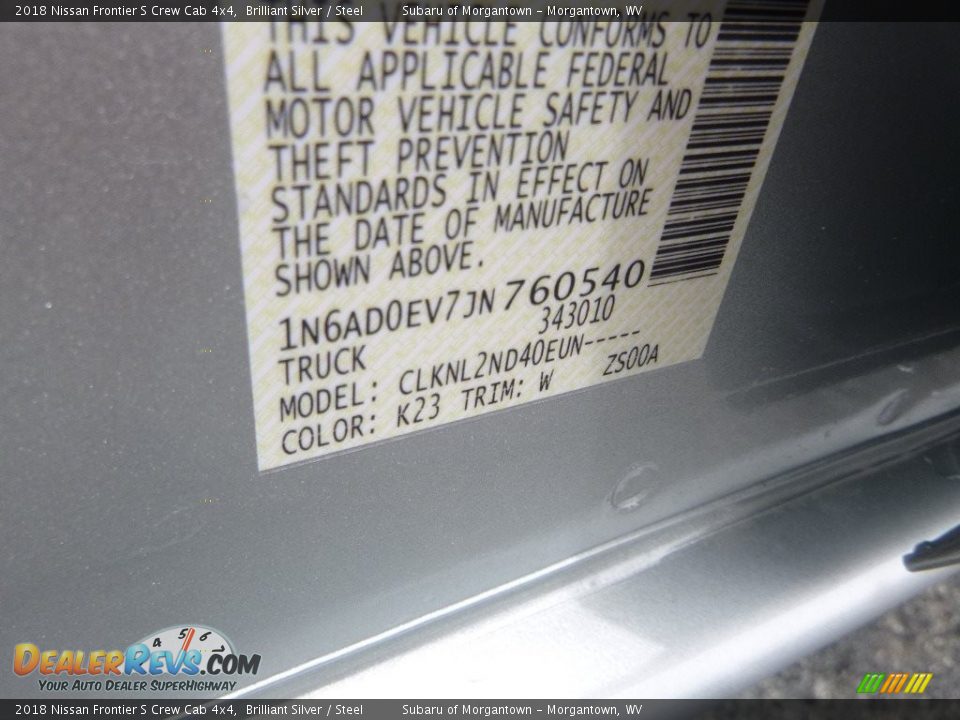 2018 Nissan Frontier S Crew Cab 4x4, Brilliant Silver / Steel Subaru of Morgantown - Morgantown, WV
THIS VEHICLE CONFORMS TO
ALL APPLICABLE FEDERAL
MOTOR VEHICLE SAFETY AND
THEFT PREVENTION
STANDARDS IN EFFECT ON
THE DATE OF MANUFACTURE
SHOWN ABOVE.
1N6AD0EV7JN760540
TRUCK 343010
MODEL: CLKNL2ND40EUN-----
COLOR: K23 TRIM: W ZS00A
4 5 6
DEALERREVS.COM
YOUR AUTO DEALER SUPERHIGHWAY
2018 Nissan Frontier S Crew Cab 4x4, Brilliant Silver / Steel Subaru of Morgantown - Morgantown, WV